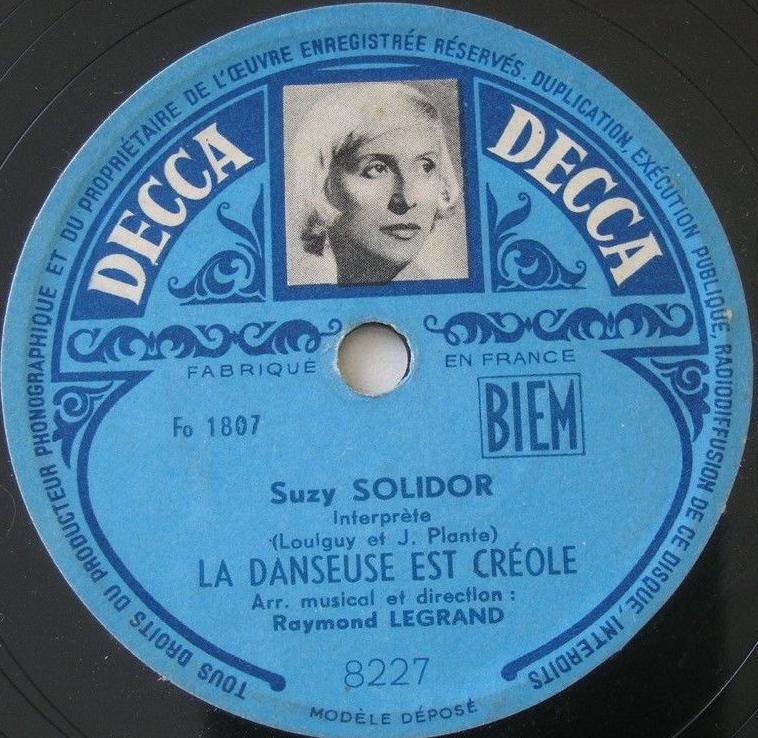 TOUS DROITS DU PRODUCTEUR PHONOGRAPHIQUE ET DU PROPRIÉTAIRE DE L'ŒUVRE ENREGISTRÉE RÉSERVÉS. DUPLICATION, EXÉCUTION PUBLIQUE, RADIODIFFUSION DE CE DISQUE, INTERDITS
DECCA DECCA
FABRIQUÉ EN FRANCE
Fo 1807
BIEM
Suzy SOLIDOR
Interprète
(Loulguy et J. Plante)
LA DANSEUSE EST CRÉOLE
Arr. musical et direction :
Raymond LEGRAND
8227
MODÈLE DÉPOSÉ